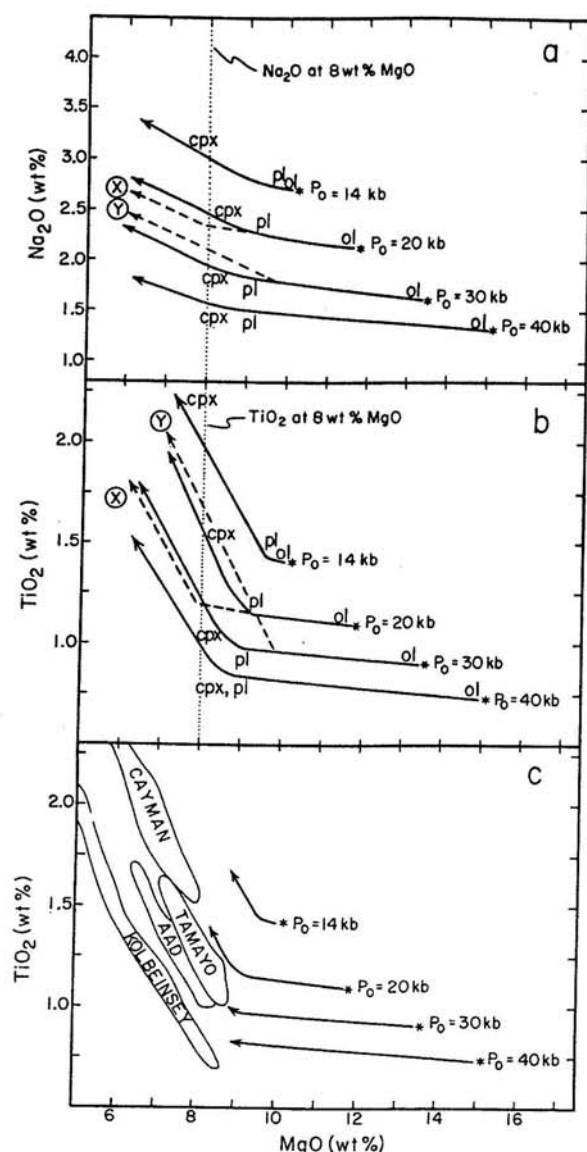 a
Na₂O at 8 wt % MgO
4.0
3.5
3.0
2.5
2.0
1.5
1.0
Na₂O (wt %)
cpx
pl
ol
* P₀ = 14 kb
X
cpx
pl
ol
* P₀ = 20 kb
Y
cpx
pl
ol
* P₀ = 30 kb
cpx
pl
ol
* P₀ = 40 kb
b
TiO₂ at 8 wt % MgO
2.0
1.5
1.0
TiO₂ (wt %)
cpx
Y
X
pl
ol
* P₀ = 14 kb
cpx
pl
ol
* P₀ = 20 kb
cpx
pl
ol
* P₀ = 30 kb
cpx, pl
ol
* P₀ = 40 kb
c
2.0
1.5
1.0
TiO₂ (wt %)
CAYMAN
TAMAYO
AAD
KOLBEINSEY
* P₀ = 14 kb
* P₀ = 20 kb
* P₀ = 30 kb
* P₀ = 40 kb
6 8 10 12 14 16
MgO (wt %)